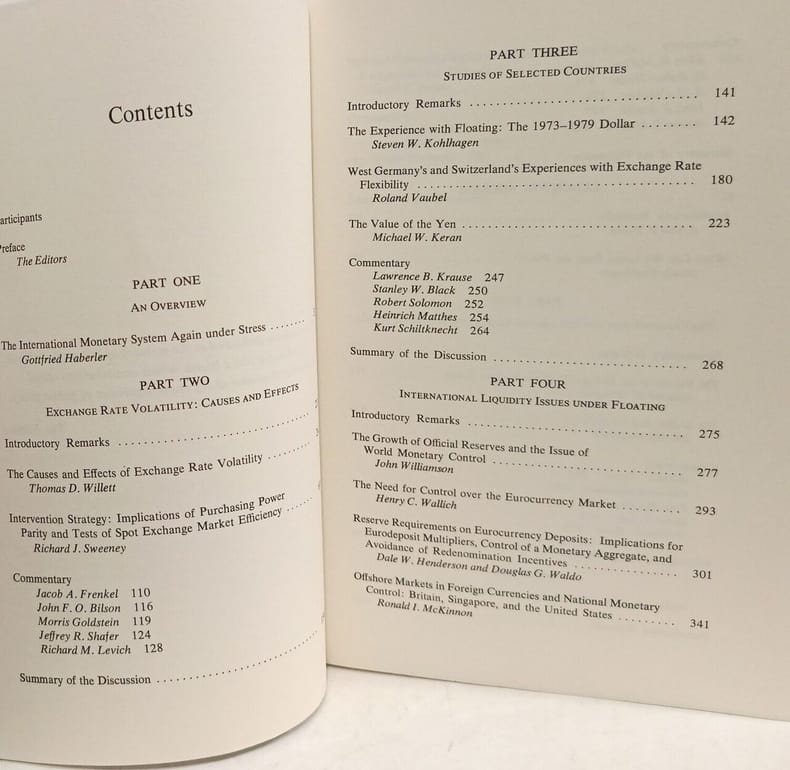 Contents
articipants
Preface
The Editors
PART ONE
AN OVERVIEW
The International Monetary System Again under Stress ........
Gottfried Haberler
PART TWO
EXCHANGE RATE VOLATILITY: CAUSES AND EFFECTS
Introductory Remarks ........
The Causes and Effects of Exchange Rate Volatility ........
Thomas D. Willett
Intervention Strategy: Implications of Purchasing Power
Parity and Tests of Spot Exchange Market Efficiency ......
Richard J. Sweeney
Commentary
Jacob A. Frenkel 110
John F. O. Bilson 116
Morris Goldstein 119
Jeffrey R. Shafer 124
Richard M. Levich 128
Summary of the Discussion ........
PART THREE
STUDIES OF SELECTED COUNTRIES
Introductory Remarks ........ 141
The Experience with Floating: The 1973–1979 Dollar ........ 142
Steven W. Kohlhagen
West Germany's and Switzerland's Experiences with Exchange Rate
Flexibility ........ 180
Roland Vaubel
The Value of the Yen ........ 223
Michael W. Keran
Commentary
Lawrence B. Krause 247
Stanley W. Black 250
Robert Solomon 252
Heinrich Matthes 254
Kurt Schiltknecht 264
Summary of the Discussion ........ 268
PART FOUR
INTERNATIONAL LIQUIDITY ISSUES UNDER FLOATING
Introductory Remarks ........ 275
The Growth of Official Reserves and the Issue of
World Monetary Control ........ 277
John Williamson
The Need for Control over the Eurocurrency Market ........ 293
Henry C. Wallich
Reserve Requirements on Eurocurrency Deposits: Implications for
Eurodeposit Multipliers, Control of a Monetary Aggregate, and
Avoidance of Redenomination Incentives ........ 301
Dale W. Henderson and Douglas G. Waldo
Offshore Markets in Foreign Currencies and National Monetary
Control: Britain, Singapore, and the United States ........ 341
Ronald I. McKinnon